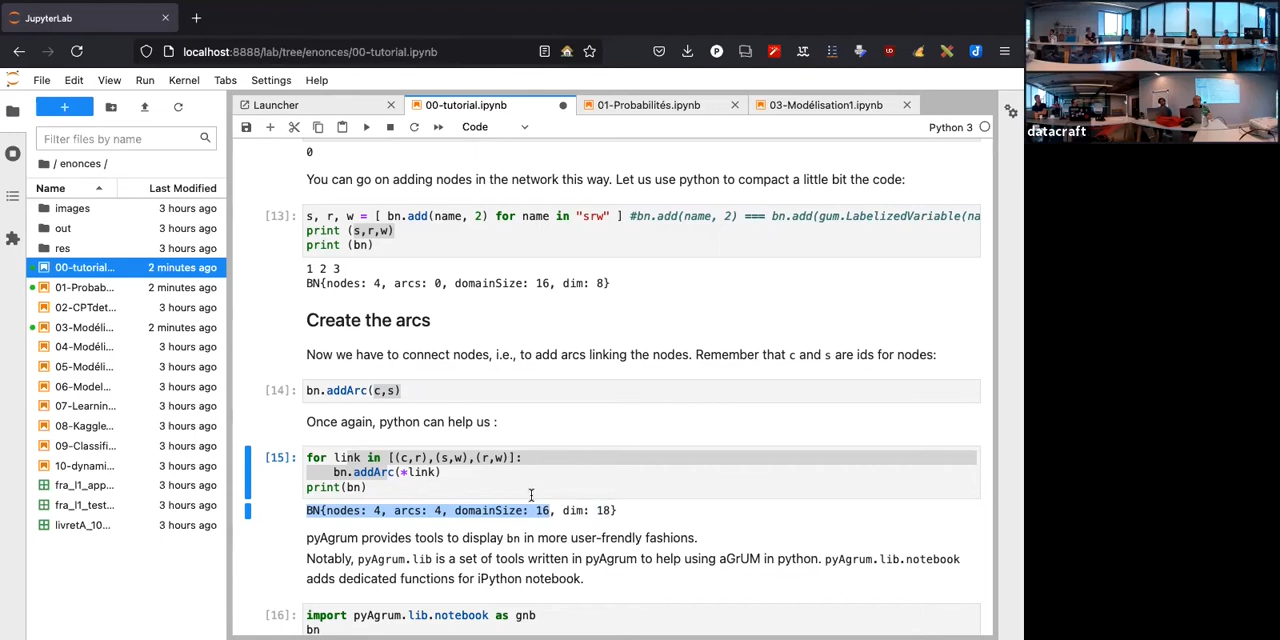 JupyterLab
localhost:8888/lab/tree/enonces/00-tutorial.ipynb
File Edit View Run Kernel Tabs Settings Help
Launcher
00-tutorial.ipynb
01-Probabilités.ipynb
03-Modélisation1.ipynb
Code
Python 3
Filter files by name
/ enonces /
Name Last Modified
images 3 hours ago
out 3 hours ago
res 3 hours ago
00-tutorial... 2 minutes ago
01-Probab... 2 minutes ago
02-CPTdet... 3 hours ago
03-Modéli... 2 minutes ago
04-Modéli... 3 hours ago
05-Modéli... 3 hours ago
06-Model... 3 hours ago
07-Learnin... 3 hours ago
08-Kaggle... 3 hours ago
09-Classifi... 3 hours ago
10-dynami... 3 hours ago
fra_l1_app... 3 hours ago
fra_l1_test... 3 hours ago
livretA_10... 3 hours ago
0
You can go on adding nodes in the network this way. Let us use python to compact a little bit the code:
[13]: s, r, w = [ bn.add(name, 2) for name in "srw" ] #bn.add(name, 2) === bn.add(gum.LabelizedVariable(na
print (s,r,w)
print (bn)
1 2 3
BN{nodes: 4, arcs: 0, domainSize: 16, dim: 8}
Create the arcs
Now we have to connect nodes, i.e., to add arcs linking the nodes. Remember that c and s are ids for nodes:
[14]: bn.addArc(c,s)
Once again, python can help us :
[15]: for link in [(c,r),(s,w),(r,w)]:
bn.addArc(*link)
print(bn)
BN{nodes: 4, arcs: 4, domainSize: 16, dim: 18}
pyAgrum provides tools to display bn in more user-frendly fashions.
Notably, pyAgrum.lib is a set of tools written in pyAgrum to help using aGrUM in python. pyAgrum.lib.notebook
adds dedicated functions for iPython notebook.
[16]: import pyAgrum.lib.notebook as gnb
bn
datacraft